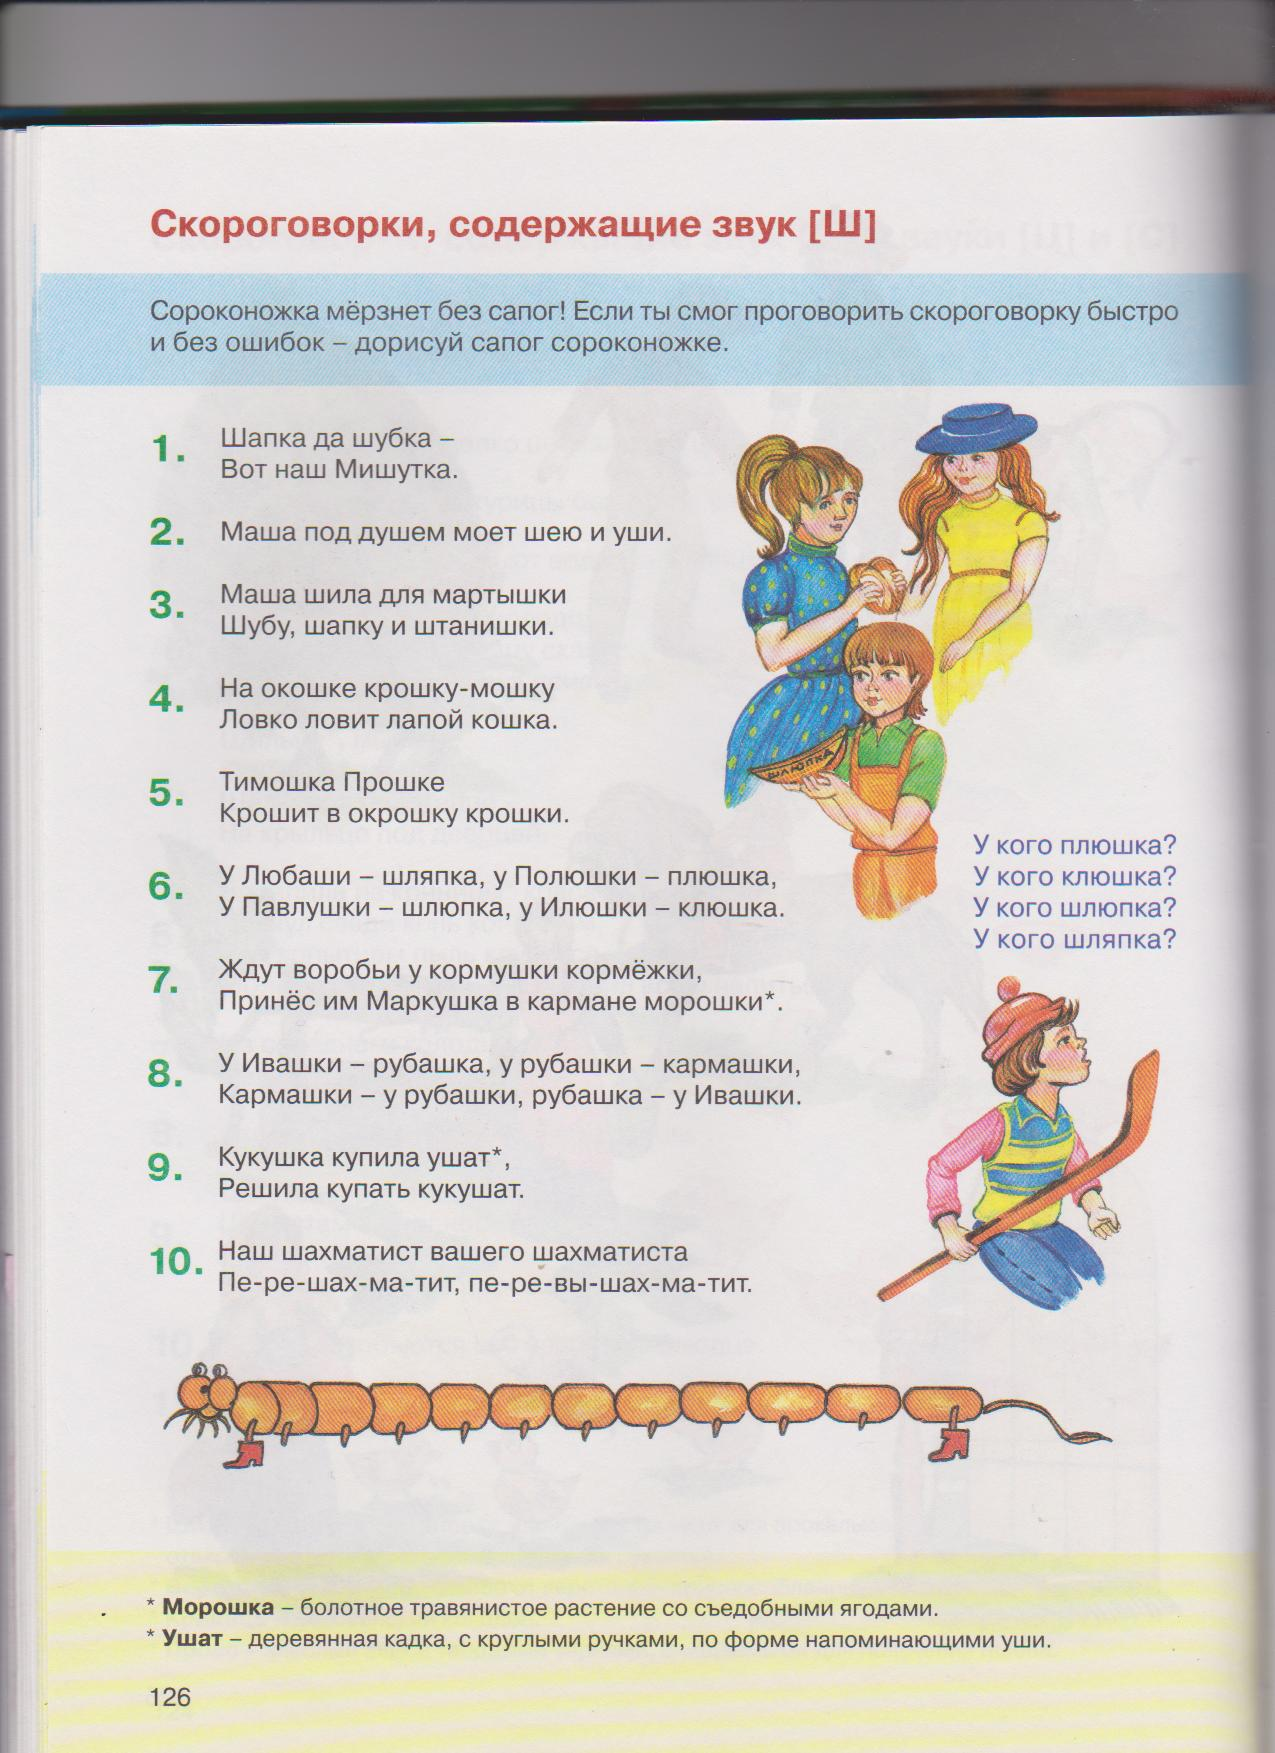 Скороговорки, содержащие звук [Ш]
Сороконожка мёрзнет без сапог! Если ты смог проговорить скороговорку быстро
и без ошибок – дорисуй сапог сороконожке.
1. Шапка да шубка –
Вот наш Мишутка.
2. Маша под душем моет шею и уши.
3. Маша шила для мартышки
Шубу, шапку и штанишки.
4. На окошке крошку-мошку
Ловко ловит лапой кошка.
5. Тимошка Прошке
Крошит в окрошку крошки.
6. У Любаши – шляпка, у Полюшки – плюшка,
У Павлушки – шлюпка, у Илюшки – клюшка.
ШЛЮПКА
У кого плюшка?
У кого клюшка?
У кого шлюпка?
У кого шляпка?
7. Ждут воробьи у кормушки кормёжки,
Принёс им Маркушка в кармане морошки*.
8. У Ивашки – рубашка, у рубашки – кармашки,
Кармашки – у рубашки, рубашка – у Ивашки.
9. Кукушка купила ушат*,
Решила купать кукушат.
10. Наш шахматист вашего шахматиста
Пе-ре-шах-ма-тит, пе-ре-вы-шах-ма-тит.
* Морошка – болотное травянистое растение со съедобными ягодами.
* Ушат – деревянная кадка, с круглыми ручками, по форме напоминающими уши.
126